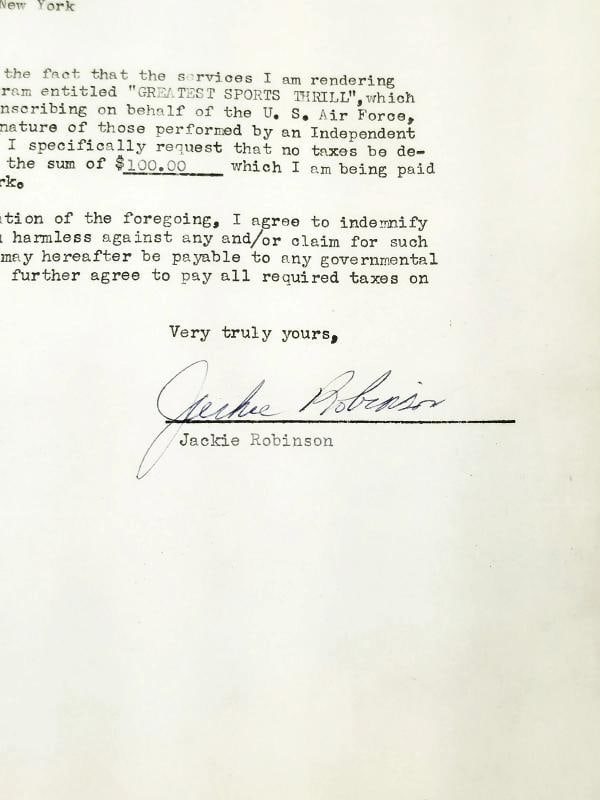 New York
the fact that the services I am rendering
ram entitled "GREATEST SPORTS THRILL", which
nscribing on behalf of the U. S. Air Force,
nature of those performed by an Independent
I specifically request that no taxes be de-
the sum of $100.00 which I am being paid
rk.
tion of the foregoing, I agree to indemnify
harmless against any and/or claim for such
may hereafter be payable to any governmental
further agree to pay all required taxes on
Very truly yours,
Jackie Robinson
Jackie Robinson